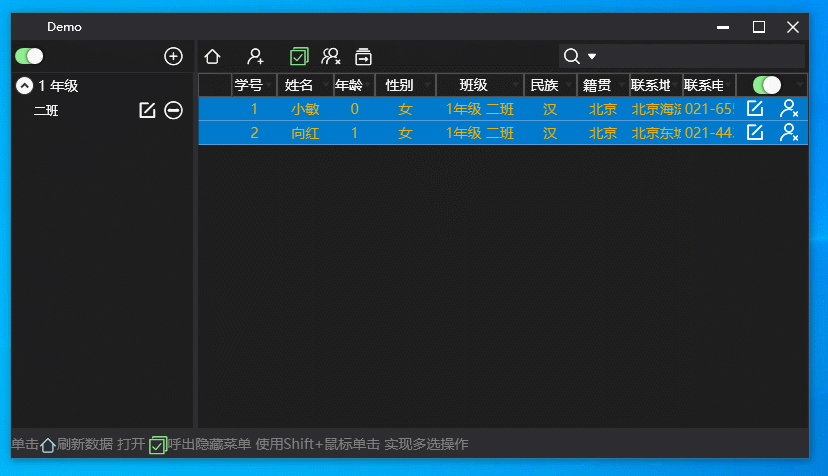 Demo
1 年级
二班
学号 姓名 年龄 性别 班级 民族 籍贯 联系地 联系电
1 小敏 0 女 1年级 二班 汉 北京 北京海 021-65
2 向红 1 女 1年级 二班 汉 北京 北京东 021-44
单击 刷新数据 打开 呼出隐藏菜单 使用Shift+鼠标单击 实现多选操作